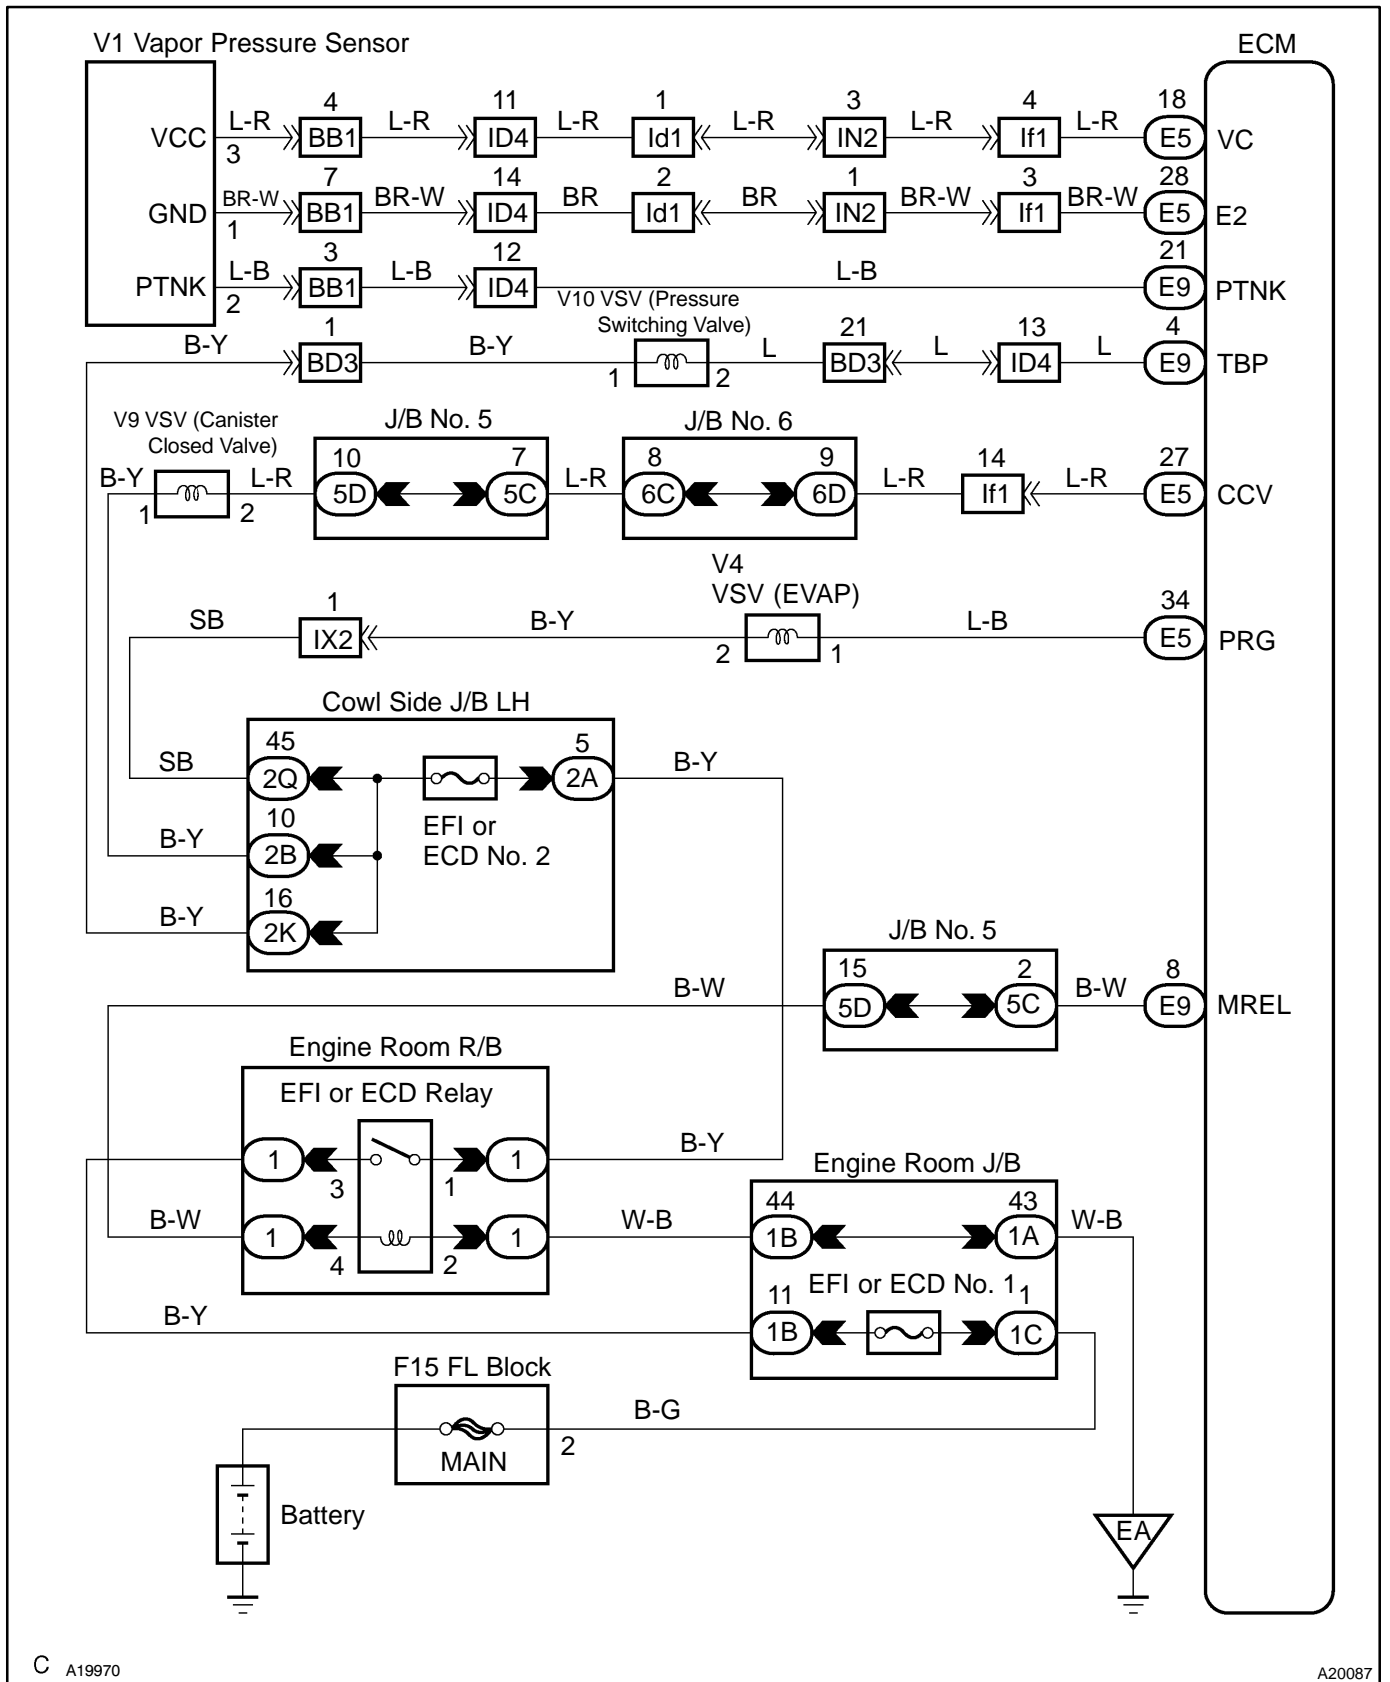 V1 Vapor Pressure Sensor
ECM
VCC L-R 3 4 BB1 L-R 11 ID4 L-R 1 Id1 L-R 3 IN2 L-R 4 If1 L-R 18 E5 VC
GND BR-W 1 7 BB1 BR-W 14 ID4 BR 2 Id1 BR 1 IN2 BR-W 3 If1 BR-W 28 E5 E2
PTNK L-B 2 3 BB1 L-B 12 ID4 L-B 21 E9 PTNK
V10 VSV (Pressure
Switching Valve)
B-Y 1 BD3 B-Y 1 2 L 21 BD3 L 13 ID4 L 4 E9 TBP
V9 VSV (Canister
Closed Valve)
J/B No. 5
J/B No. 6
B-Y 1 2 L-R 10 5D 7 5C L-R 8 6C 9 6D L-R 14 If1 L-R 27 E5 CCV
V4
VSV (EVAP)
SB 1 IX2 B-Y 2 1 L-B 34 E5 PRG
Cowl Side J/B LH
SB 45 2Q 5 2A B-Y
EFI or
ECD No. 2
B-Y 10 2B
B-Y 16 2K
J/B No. 5
B-W 15 5D 2 5C B-W 8 E9 MREL
Engine Room R/B
EFI or ECD Relay
1 3 1 1 B-Y
Engine Room J/B
B-W 1 4 2 1 W-B 44 1B 43 1A W-B
EFI or ECD No. 1
B-Y 11 1B 1 1C
F15 FL Block
MAIN
2 B-G
Battery
EA
C A19970
A20087